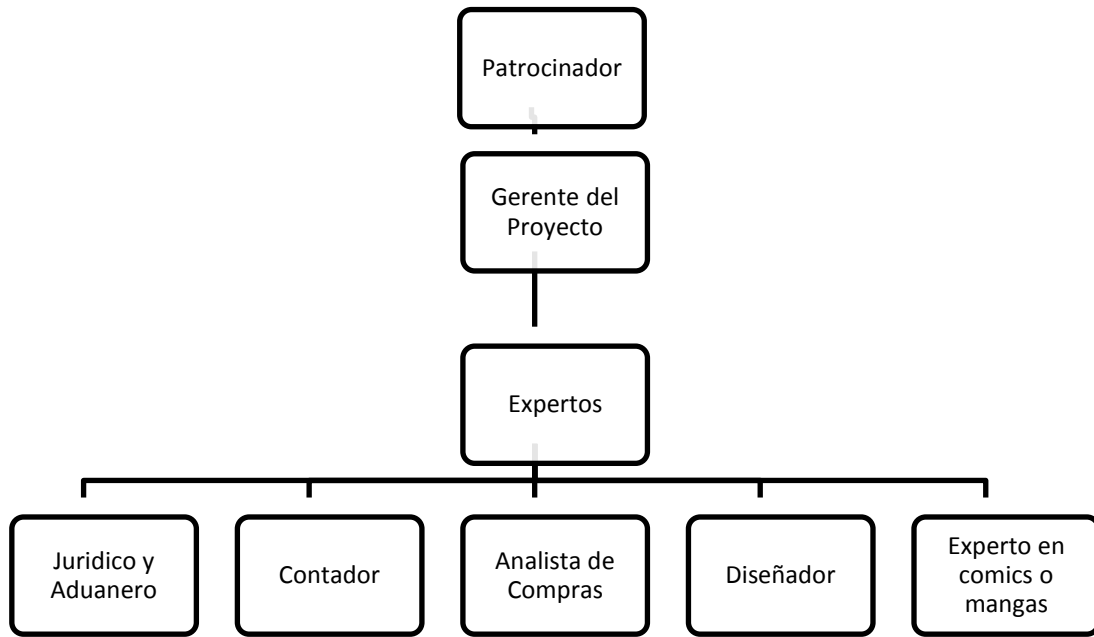 Patrocinador
Gerente del
Proyecto
Expertos
Juridico y
Aduanero
Contador
Analista de
Compras
Diseñador
Experto en
comics o
mangas